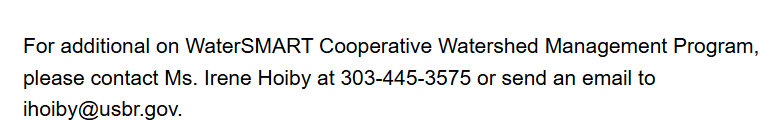 For additional on WaterSMART Cooperative Watershed Management Program,
please contact Ms. Irene Hoiby at 303-445-3575 or send an email to
ihoiby@usbr.gov.